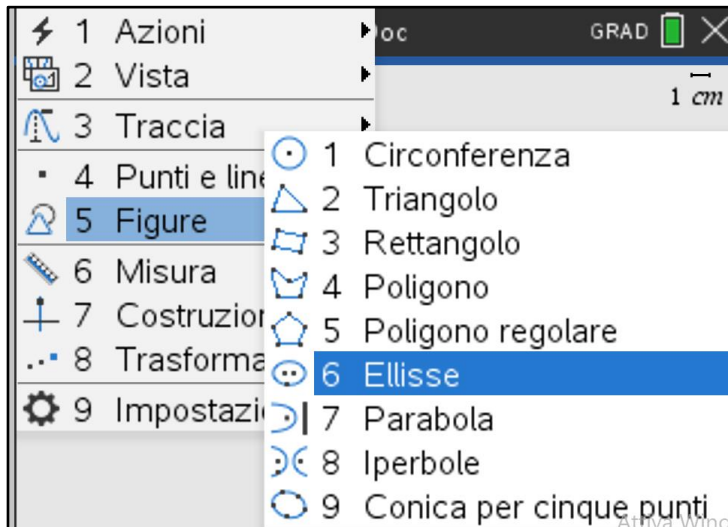 1 Azioni
2 Vista
3 Traccia
4 Punti e line
5 Figure
6 Misura
7 Costruzion
8 Trasforma
9 Impostazi
oc GRAD
1 cm
1 Circonferenza
2 Triangolo
3 Rettangolo
4 Poligono
5 Poligono regolare
6 Ellisse
7 Parabola
8 Iperbole
9 Conica per cinque punti